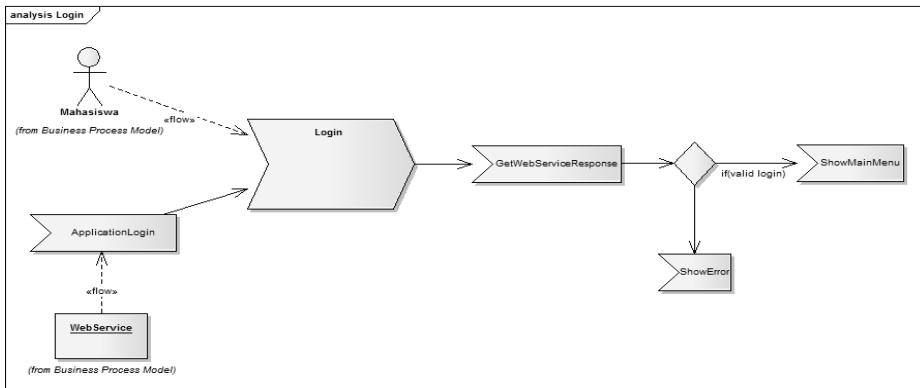 analysis Login
Mahasiswa
(from Business Process Model)
«flow»
Login
GetWebServiceResponse
if(valid login)
ShowMainMenu
ApplicationLogin
ShowError
«flow»
WebService
(from Business Process Model)